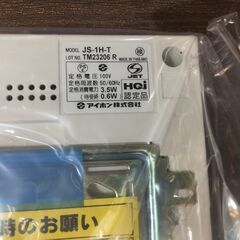 MODEL JS-1H-T
LOT NO. TM23206 R
MADE IN THAILAND
定格電圧 100V
定格周波数 50/60Hz
定格消費電力 3.5W
(待受時) 0.6W
JET
HGi
認定品
アイホン株式会社
時のお願い